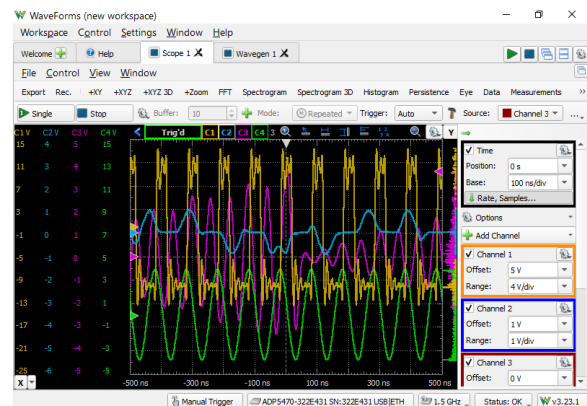 WaveForms (new workspace)
Workspace Control Settings Window Help
Welcome Help Scope 1 Wavegen 1
File Control View Window
Export Rec. +XY +XYZ +XYZ 3D +Zoom FFT Spectrogram Spectrogram 3D Histogram Persistence Eye Data Measurements »
Single Stop Buffer: 10 Mode: Repeated Trigger: Auto Source: Channel 3
C1 V C2 V C3 V C4 V Trig'd C1 C2 C3 C4 3 Y
15 4 5 15
11 3 4 13
7 2 3 11
3 1 2 9
-1 0 1 7
-5 -1 0 5
-9 -2 -1 3
-13 -3 -2 1
-17 -4 -3 -1
-21 -5 -4 -3
-25 -6 -5 -5
X -500 ns -300 ns -100 ns 100 ns 300 ns 500 ns
Time
Position: 0 s
Base: 100 ns/div
Rate, Samples...
Options
Add Channel
Channel 1
Offset: 5 V
Range: 4 V/div
Channel 2
Offset: 1 V
Range: 1 V/div
Channel 3
Offset: 0 V
Manual Trigger ADP5470-322E431 SN:322E431 USB|ETH 1.5 GHz Status: OK v3.23.1